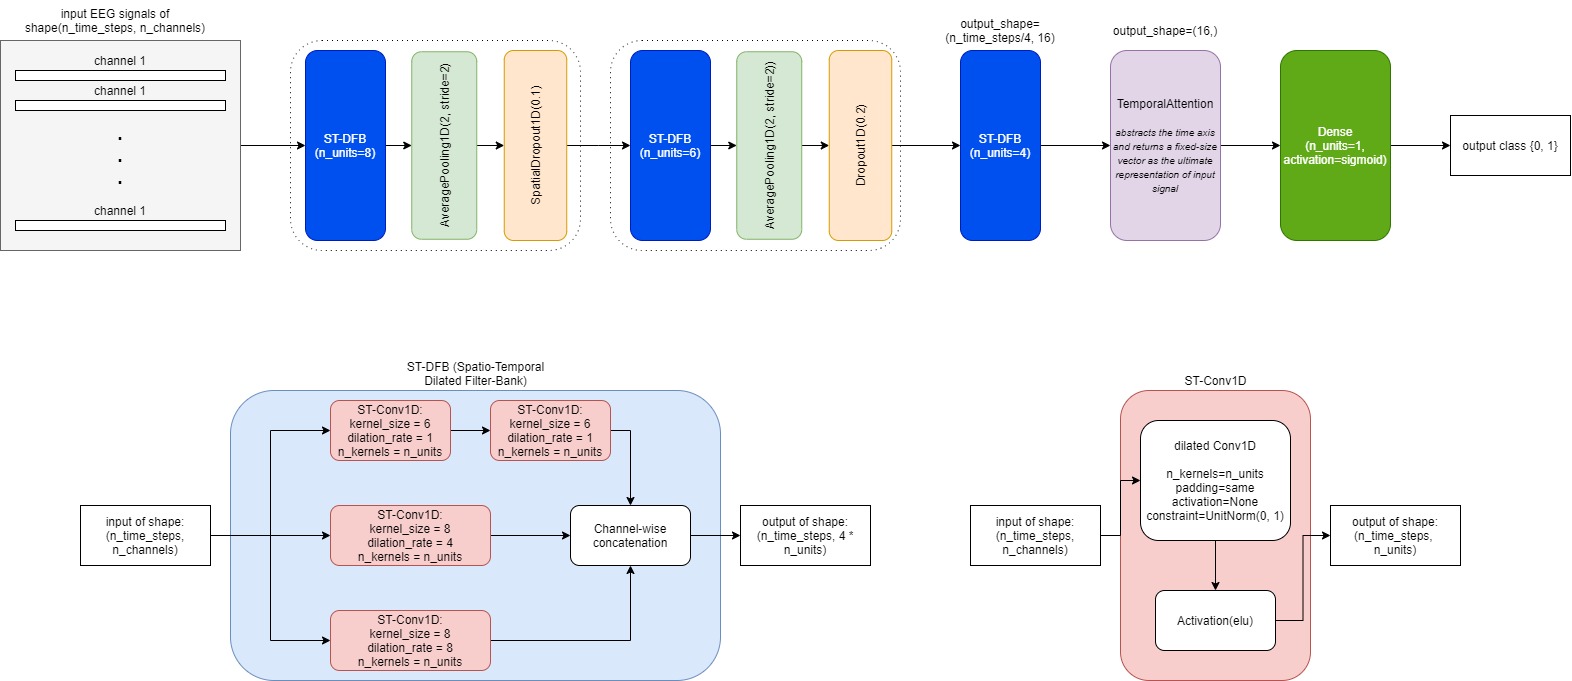 input EEG signals of
shape(n_time_steps, n_channels)
channel 1
channel 1
.
.
.
channel 1
ST-DFB
(n_units=8)
AveragePooling1D(2, stride=2)
SpatialDropout1D(0.1)
ST-DFB
(n_units=6)
AveragePooling1D(2, stride=2))
Dropout1D(0.2)
output_shape=
(n_time_steps/4, 16)
ST-DFB
(n_units=4)
output_shape=(16,)
TemporalAttention
abstracts the time axis
and returns a fixed-size
vector as the ultimate
representation of input
signal
Dense
(n_units=1,
activation=sigmoid)
output class {0, 1}
ST-DFB (Spatio-Temporal
Dilated Filter-Bank)
input of shape:
(n_time_steps,
n_channels)
ST-Conv1D:
kernel_size = 6
dilation_rate = 1
n_kernels = n_units
ST-Conv1D:
kernel_size = 6
dilation_rate = 1
n_kernels = n_units
ST-Conv1D:
kernel_size = 8
dilation_rate = 4
n_kernels = n_units
ST-Conv1D:
kernel_size = 8
dilation_rate = 8
n_kernels = n_units
Channel-wise
concatenation
output of shape:
(n_time_steps, 4 *
n_units)
ST-Conv1D
input of shape:
(n_time_steps,
n_channels)
dilated Conv1D
n_kernels=n_units
padding=same
activation=None
constraint=UnitNorm(0, 1)
Activation(elu)
output of shape:
(n_time_steps,
n_units)